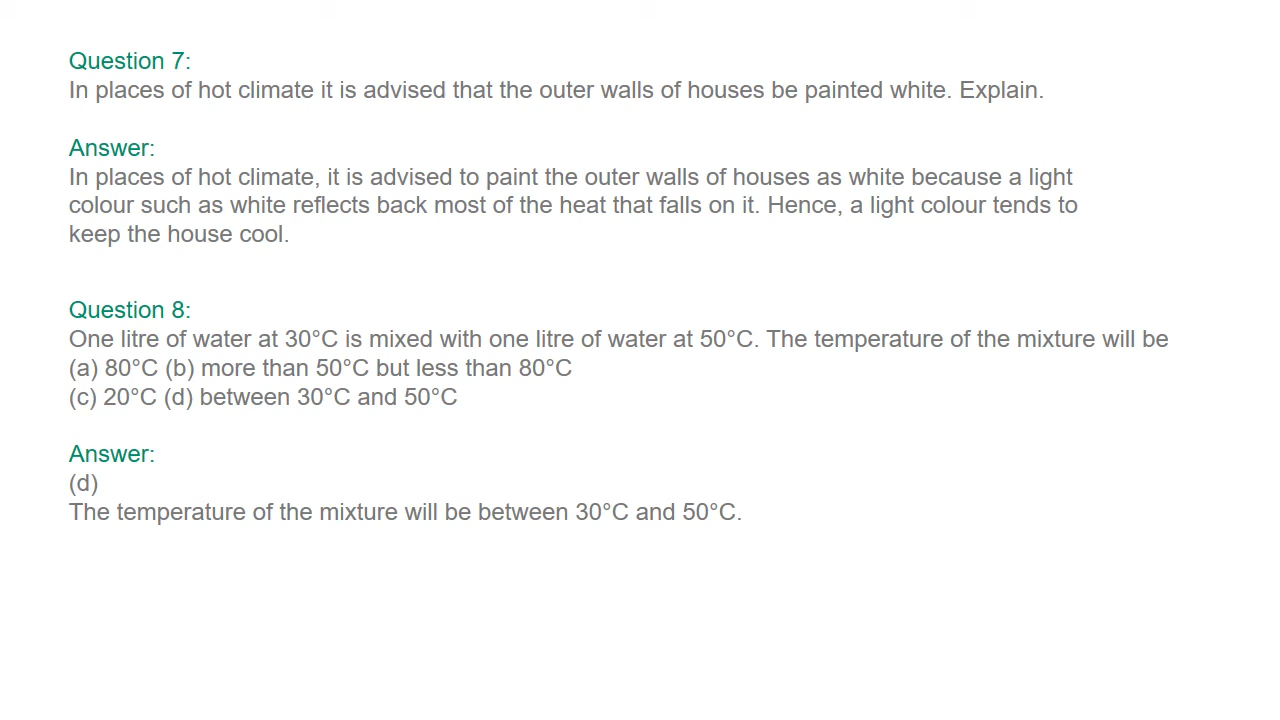 Question 7:
In places of hot climate it is advised that the outer walls of houses be painted white. Explain.
Answer:
In places of hot climate, it is advised to paint the outer walls of houses as white because a light
colour such as white reflects back most of the heat that falls on it. Hence, a light colour tends to
keep the house cool.
Question 8:
One litre of water at 30°C is mixed with one litre of water at 50°C. The temperature of the mixture will be
(a) 80°C (b) more than 50°C but less than 80°C
(c) 20°C (d) between 30°C and 50°C
Answer:
(d)
The temperature of the mixture will be between 30°C and 50°C.